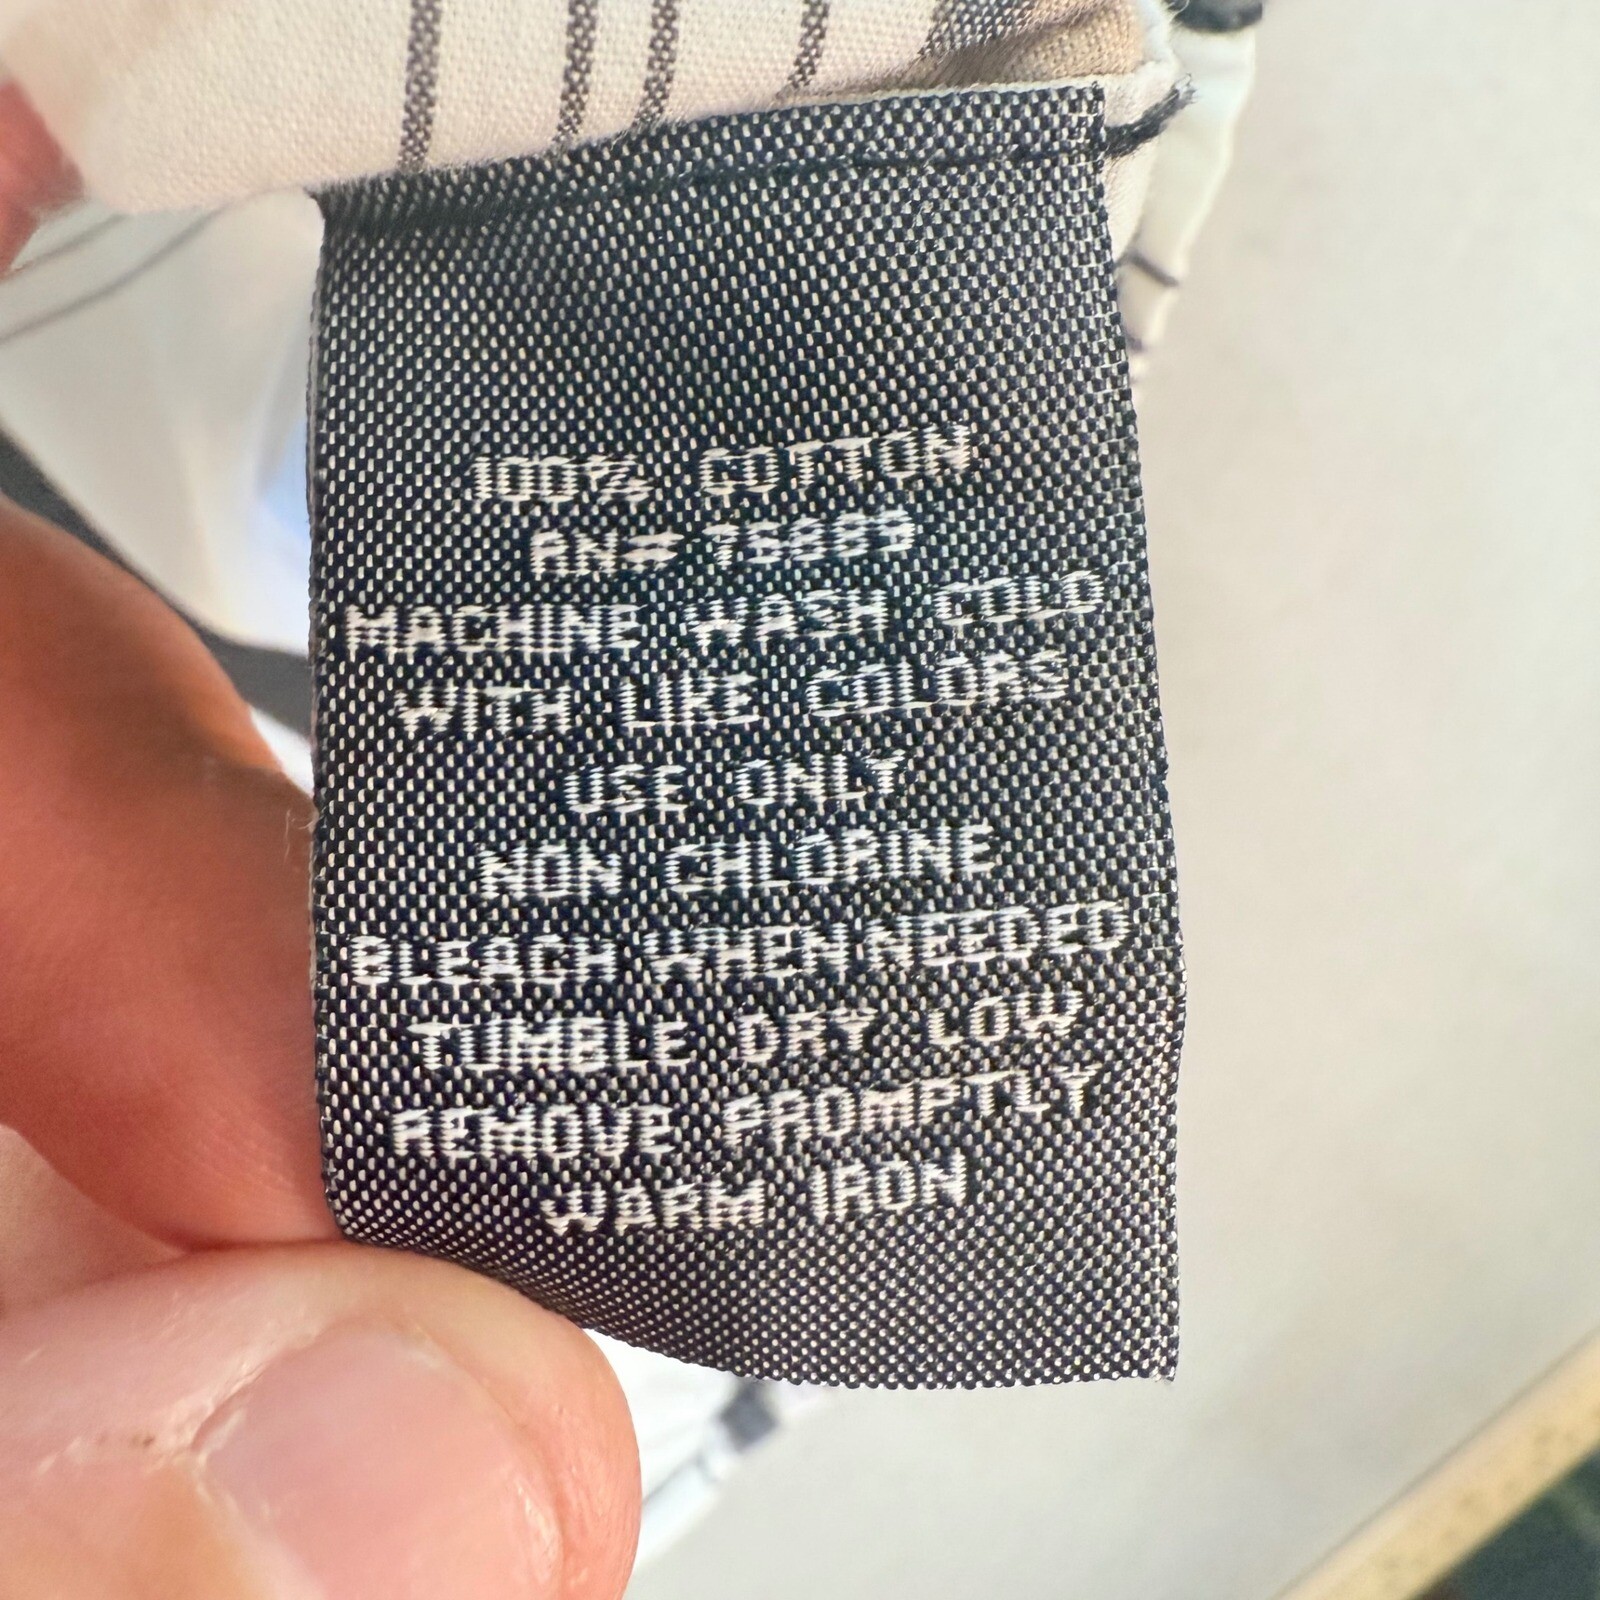 100% COTTON
RN# 76889
MACHINE WASH COLD
WITH LIKE COLORS
USE ONLY
NON CHLORINE
BLEACH WHEN NEEDED
TUMBLE DRY LOW
REMOVE PROMPTLY
WARM IRON